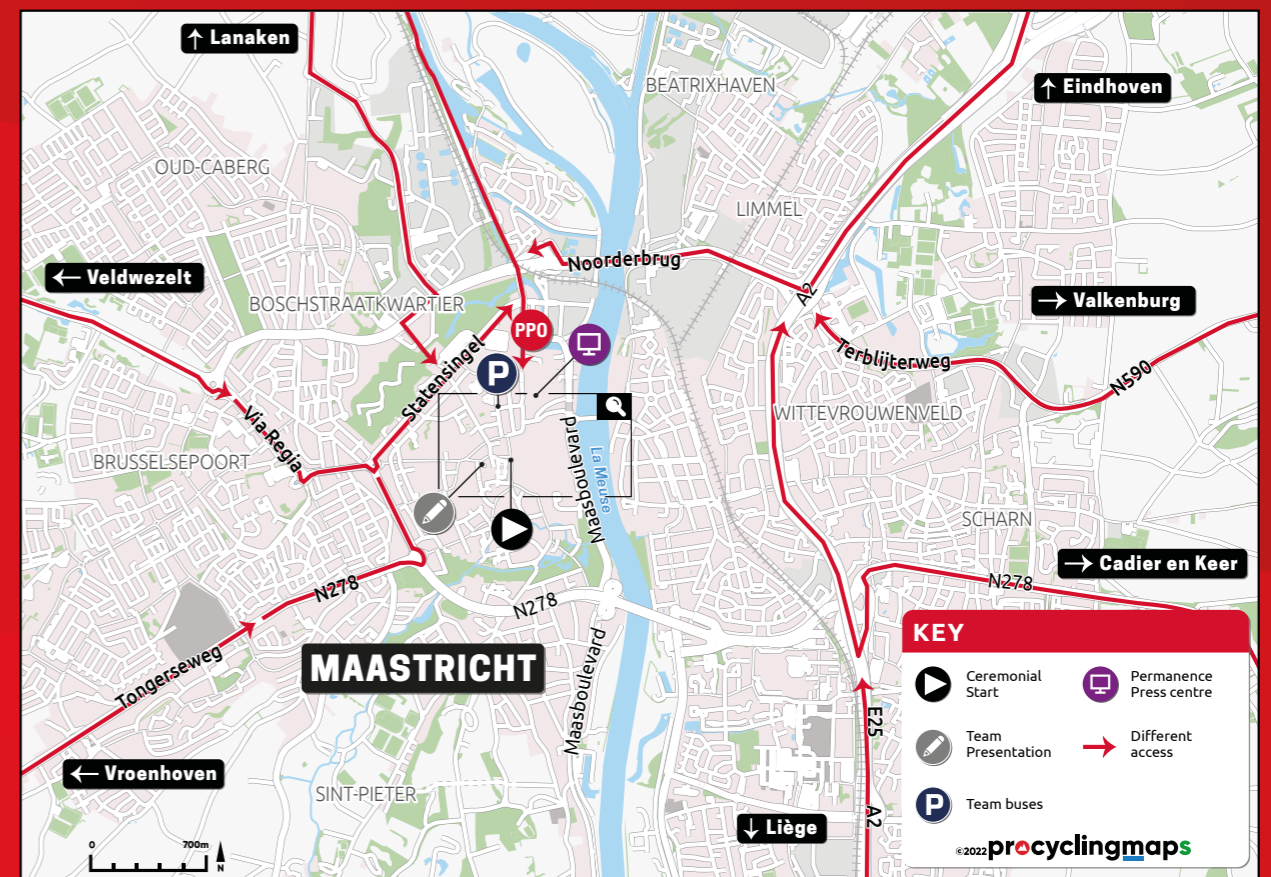 ↑ Lanaken
BEATRIXHAVEN
↑ Eindhoven
OUD-CABERG
LIMMEL
Noorderbrug
← Veldwezelt
A2
→ Valkenburg
BOSCHSTRAATKWARTIER
PPO
Statensingel
P
Terblijterweg
N590
Via Regia
Maasboulevard
La Meuse
WITTEVROUWENVELD
BRUSSELSEPOORT
SCHARN
→ Cadier en Keer
N278
N278
N278
MAASTRICHT
Tongerseweg
Maasboulevard
E25
← Vroenhoven
SINT-PIETER
A2
↓ Liège
0 700m
N
KEY
Ceremonial
Start
Permanence
Press centre
Team
Presentation
Different
access
P
Team buses
©2022 procyclingmaps